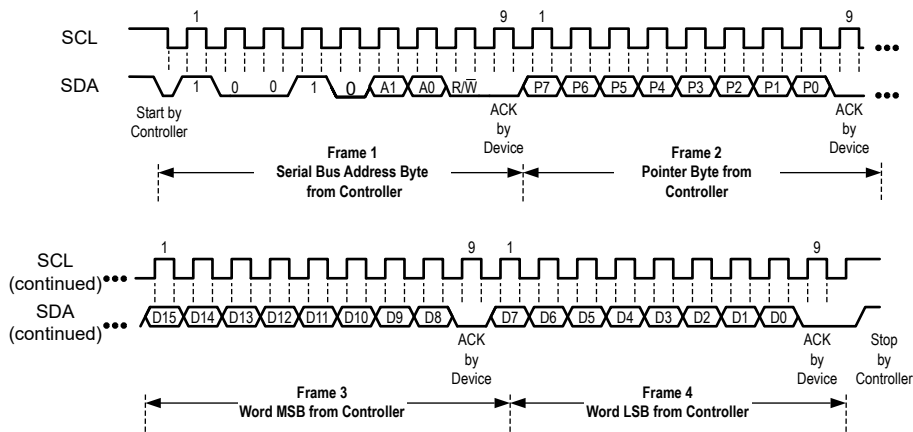 1 9 1 9
SCL
SDA 1 0 0 1 0 A1 A0 R/W̅ P7 P6 P5 P4 P3 P2 P1 P0
Start by
Controller
ACK
by
Device
ACK
by
Device
Frame 1
Serial Bus Address Byte
from Controller
Frame 2
Pointer Byte from
Controller
1 9 1 9
SCL
(continued)
SDA
(continued)
D15 D14 D13 D12 D11 D10 D9 D8 D7 D6 D5 D4 D3 D2 D1 D0
ACK
by
Device
ACK
by
Device
Stop
by
Controller
Frame 3
Word MSB from Controller
Frame 4
Word LSB from Controller